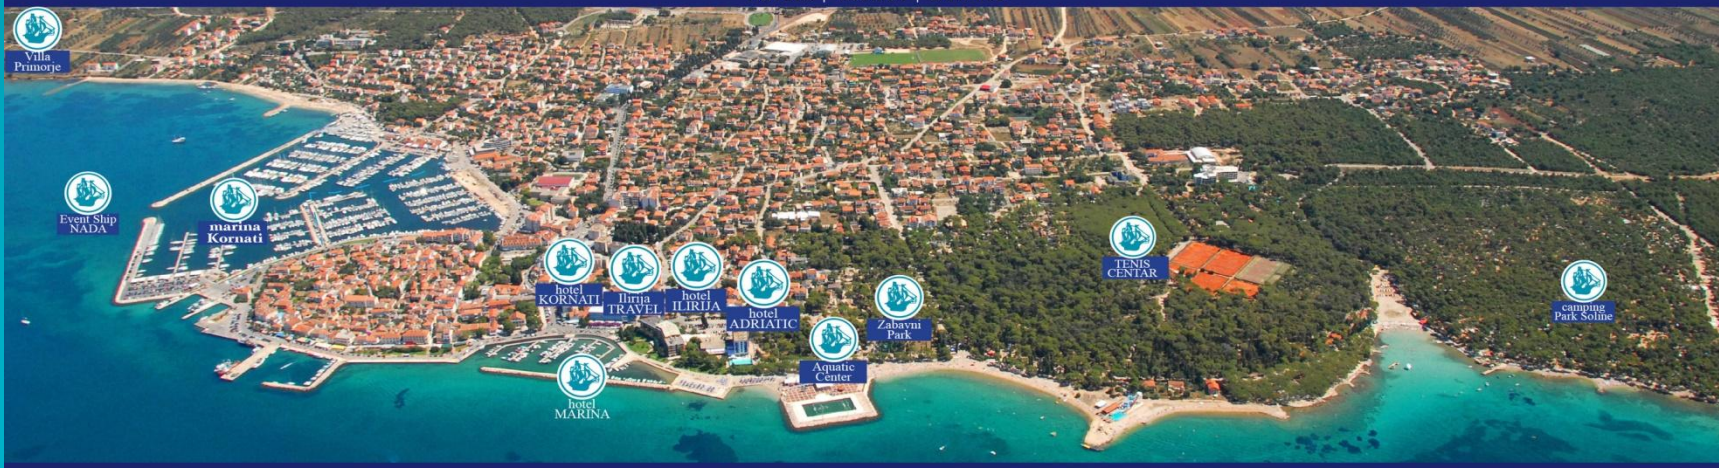 Villa
Primorje
Event Ship
NADA
marina
Kornati
hotel
KORNATI
Ilirija
TRAVEL
hotel
ILIRIJA
hotel
ADRIATIC
hotel
MARINA
Aquatic
Center
Zabavni
Park
TENIS
CENTAR
camping
Park Soline